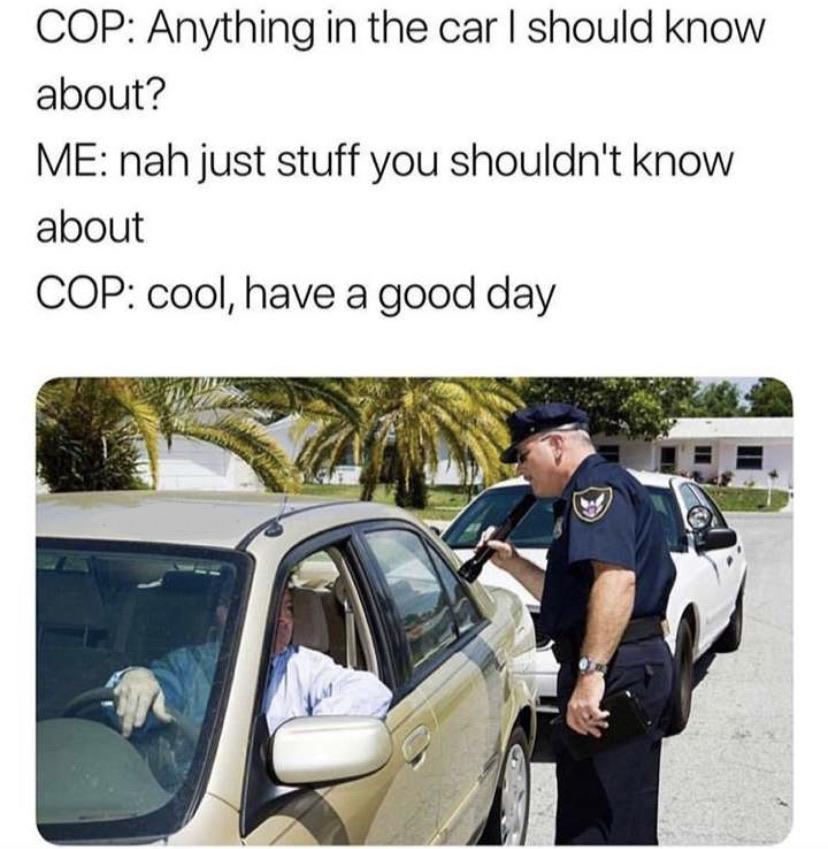 COP: Anything in the car I should know
about?
ME: nah just stuff you shouldn't know
about
COP: cool, have a good day